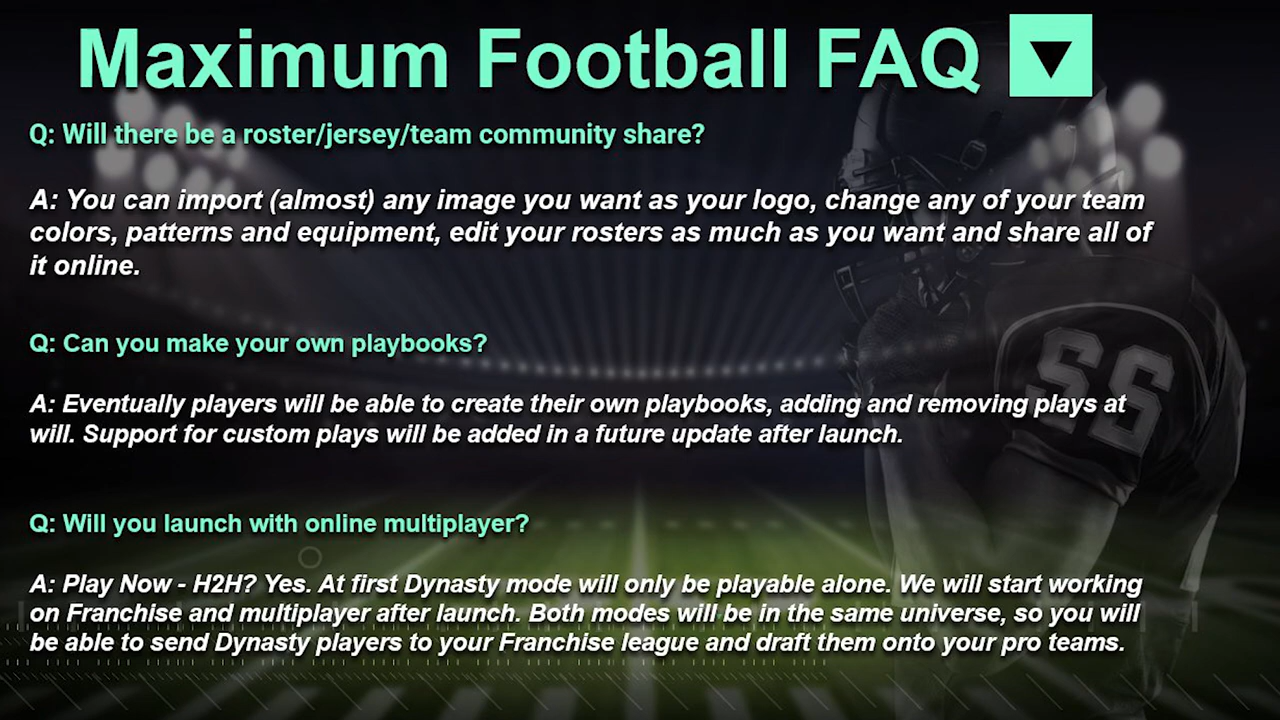 Maximum Football FAQ
Q: Will there be a roster/jersey/team community share?
A: You can import (almost) any image you want as your logo, change any of your team
colors, patterns and equipment, edit your rosters as much as you want and share all of
it online.
Q: Can you make your own playbooks?
A: Eventually players will be able to create their own playbooks, adding and removing plays at
will. Support for custom plays will be added in a future update after launch.
Q: Will you launch with online multiplayer?
A: Play Now - H2H? Yes. At first Dynasty mode will only be playable alone. We will start working
on Franchise and multiplayer after launch. Both modes will be in the same universe, so you will
be able to send Dynasty players to your Franchise league and draft them onto your pro teams.